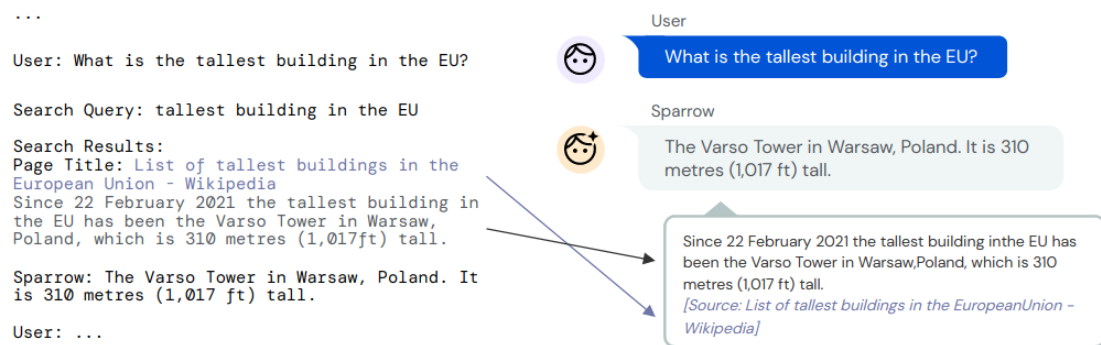 ...
User: What is the tallest building in the EU?
Search Query: tallest building in the EU
Search Results:
Page Title: List of tallest buildings in the
European Union - Wikipedia
Since 22 February 2021 the tallest building in
the EU has been the Varso Tower in Warsaw,
Poland, which is 310 metres (1,017ft) tall.
Sparrow: The Varso Tower in Warsaw, Poland. It
is 310 metres (1,017 ft) tall.
User: ...
User
What is the tallest building in the EU?
Sparrow
The Varso Tower in Warsaw, Poland. It is 310
metres (1,017 ft) tall.
Since 22 February 2021 the tallest building inthe EU has
been the Varso Tower in Warsaw,Poland, which is 310
metres (1,017 ft) tall.
[Source: List of tallest buildings in the EuropeanUnion -
Wikipedia]